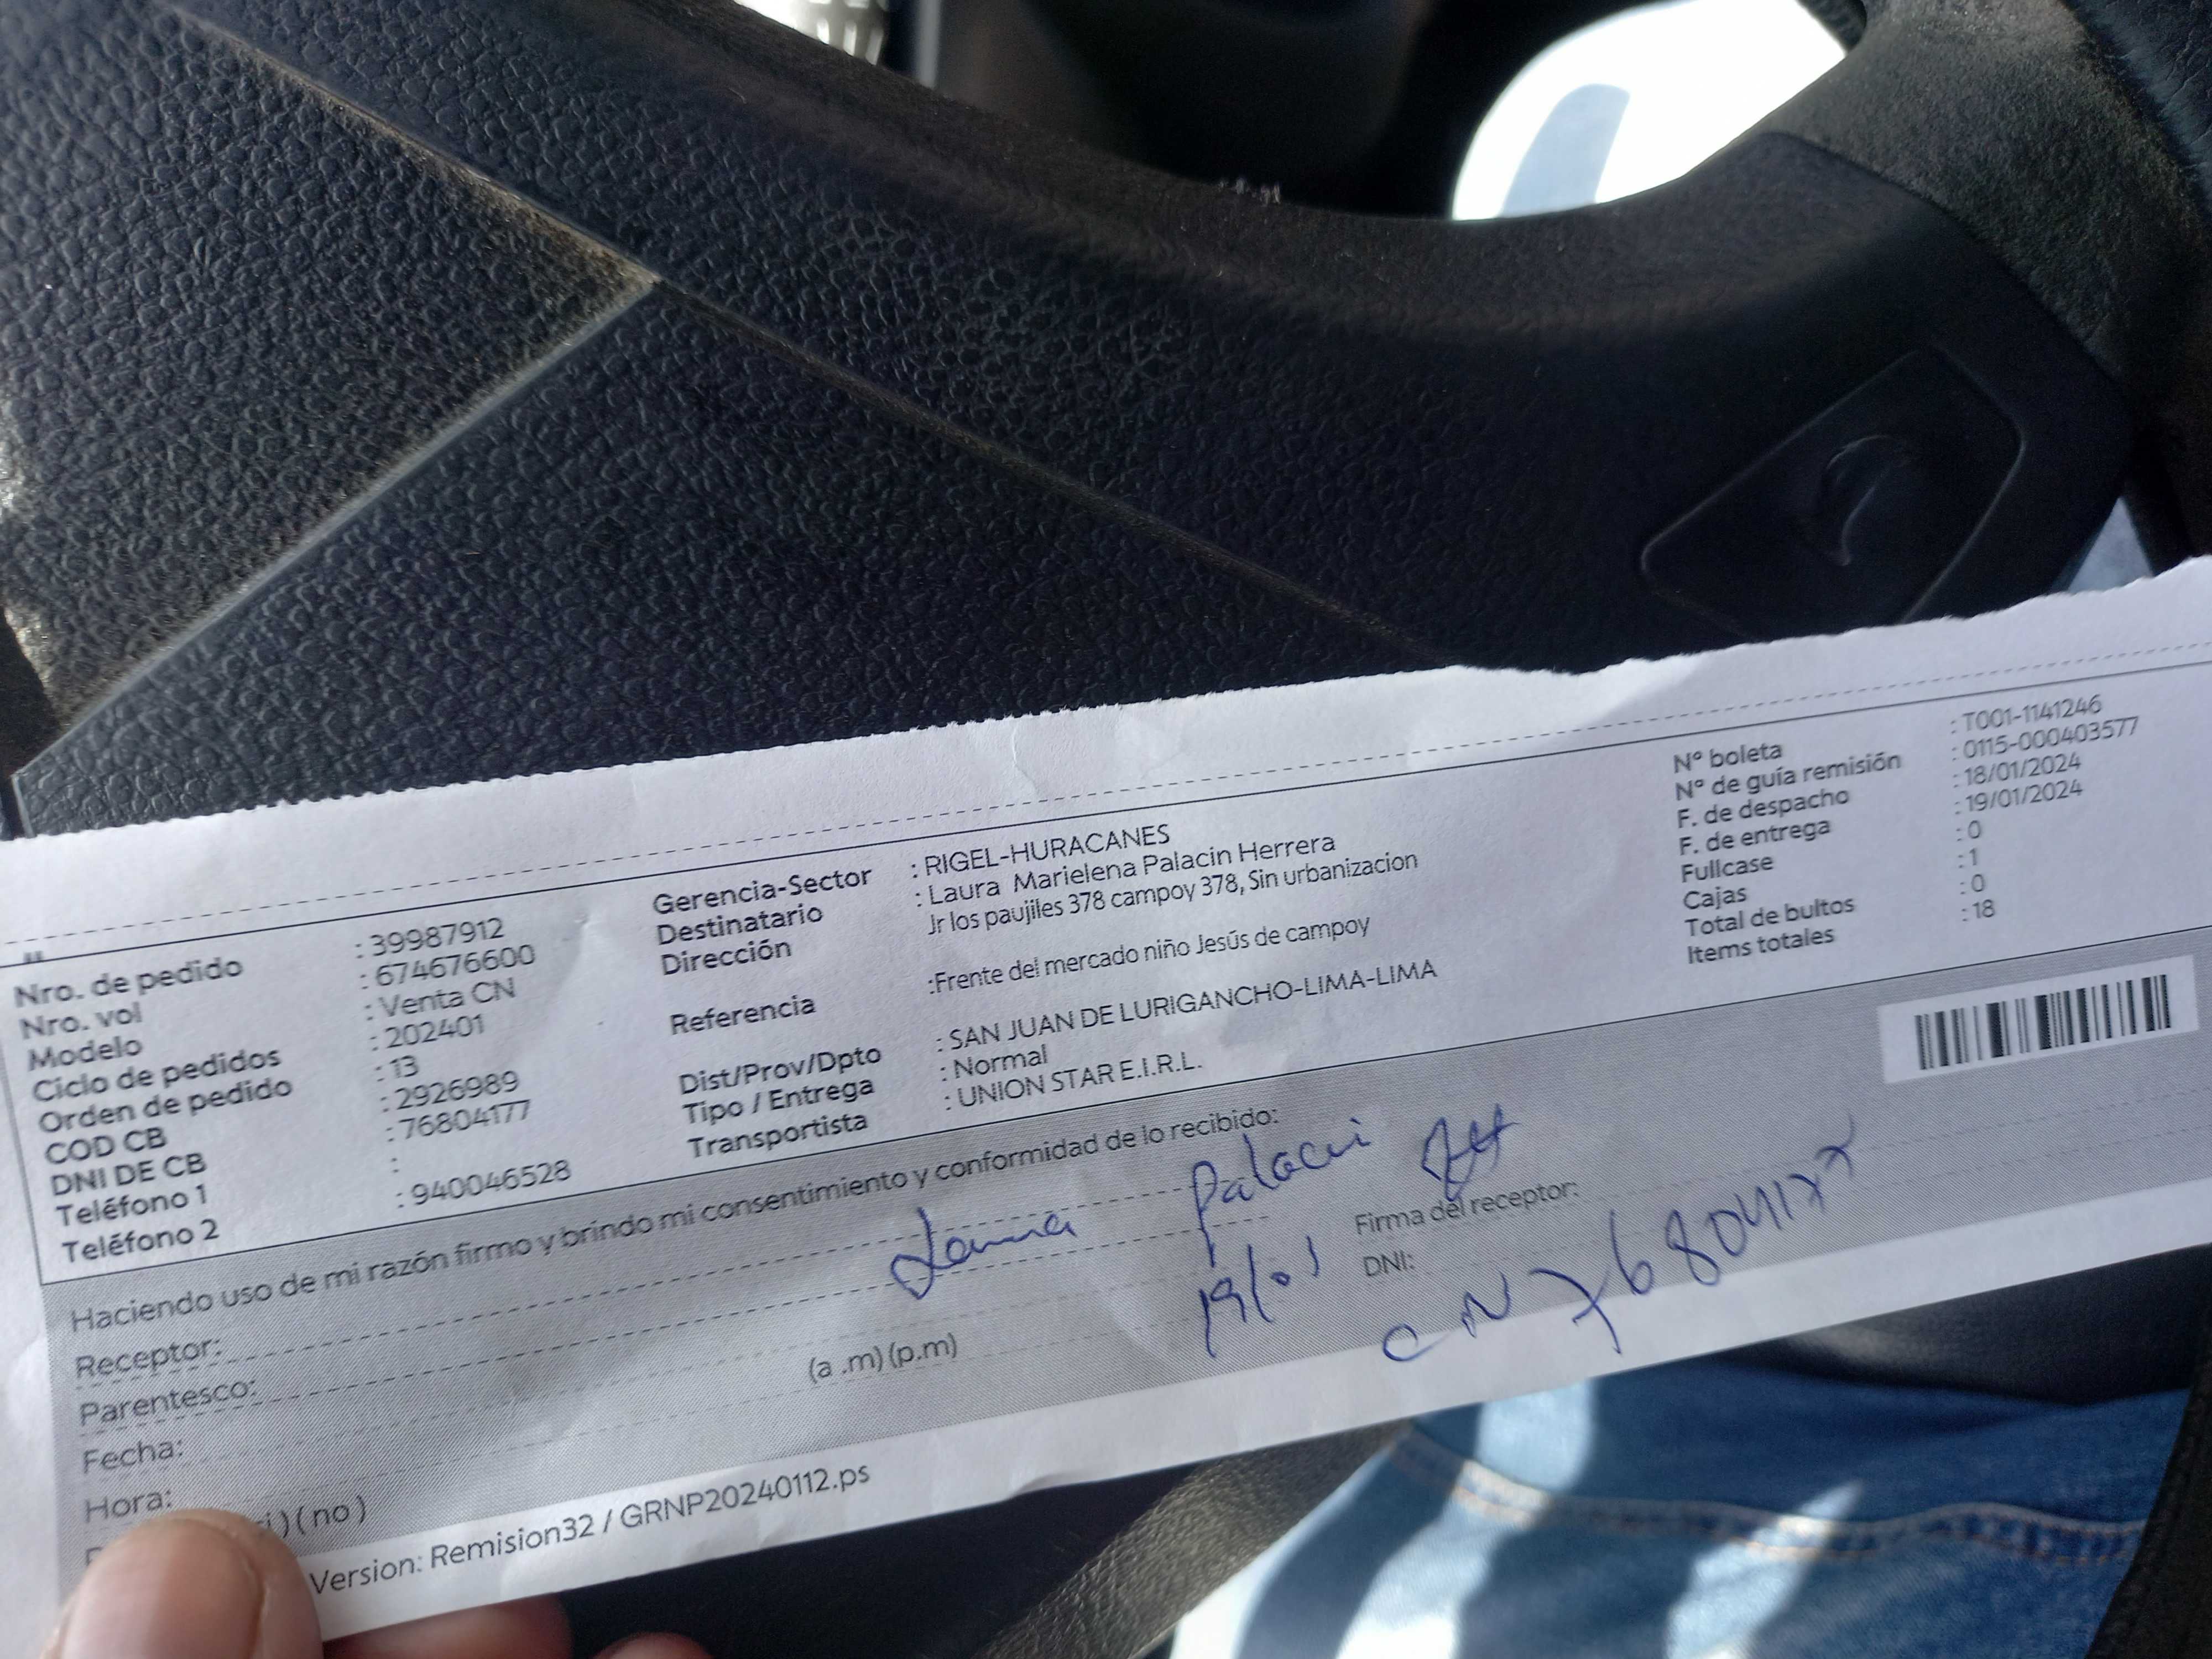 Nro. de pedido : 39987912
Nro. vol : 674676600
Modelo : Venta CN
Ciclo de pedidos : 202401
Orden de pedido : 13
COD CB : 2926989
DNI DE CB : 76804177
Teléfono 1 :
Teléfono 2 : 940046528
Gerencia-Sector : RIGEL-HURACANES
Destinatario : Laura Marielena Palacin Herrera
Dirección Jr los paujiles 378 campoy 378, Sin urbanizacion
Referencia :Frente del mercado niño Jesús de campoy
Dist/Prov/Dpto : SAN JUAN DE LURIGANCHO-LIMA-LIMA
Tipo / Entrega : Normal
Transportista : UNION STAR E.I.R.L.
N° boleta : T001-1141246
N° de guía remisión : 0115-000403577
F. de despacho : 18/01/2024
F. de entrega : 19/01/2024
Fullcase : 0
Cajas : 1
Total de bultos : 0
Items totales : 18
Haciendo uso de mi razón firmo y brindo mi consentimiento y conformidad de lo recibido:
Receptor: Laura Palacin
Parentesco:
Fecha: 19/01
Hora: (a .m) (p.m)
Firma del receptor:
DNI:
CN 76804177
) ( no )
Version: Remision32 / GRNP20240112.ps